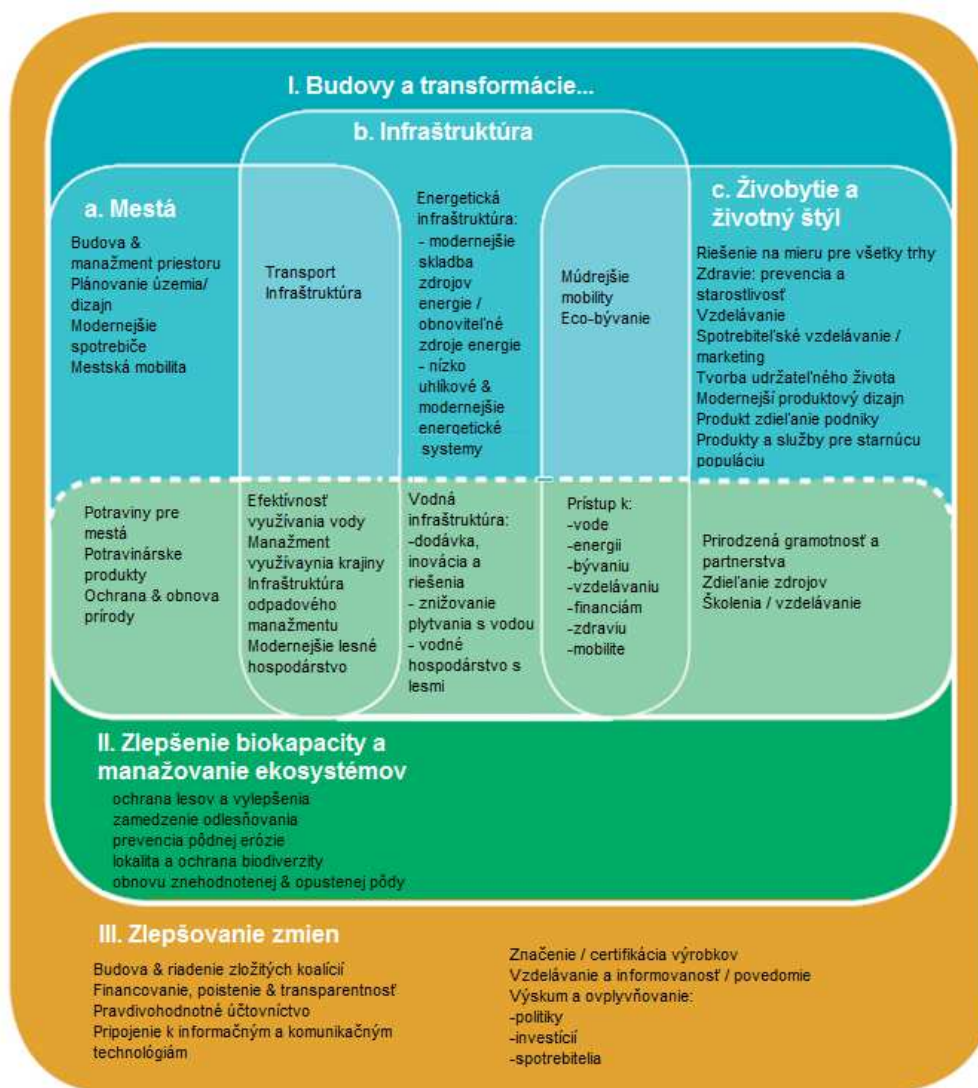 I. Budovy a transformácie...
b. Infraštruktúra
a. Mestá
Budova &
manažment priestoru
Plánovanie územia/
dizajn
Modernejšie
spotrebiče
Mestská mobilita
Transport
Infraštruktúra
Energetická
infraštruktúra:
- modernejšie
skladba
zdrojov
energie /
obnoviteľné
zdroje energie
- nízko
uhlíkové &
modernejšie
energetické
systemy
Múdrejšie
mobility
Eco-bývanie
c. Živobytie a
životný štýl
Riešenie na mieru pre všetky trhy
Zdravie: prevencia a
starostlivosť
Vzdelávanie
Spotrebiteľské vzdelávanie /
marketing
Tvorba udržateľného života
Modernejší produktový dizajn
Produkt zdieľanie podniky
Produkty a služby pre starnúcu
populáciu
Potraviny pre
mestá
Potravinárske
produkty
Ochrana & obnova
prírody
Efektívnosť
využívania vody
Manažment
využívaynia krajiny
Infraštruktúra
odpadového
manažmentu
Modernejšie lesné
hospodárstvo
Vodná
infraštruktúra:
-dodávka,
inovácia a
riešenia
- znižovanie
plytvania s vodou
- vodné
hospodárstvo s
lesmi
Prístup k:
-vode
-energii
-bývaniu
-vzdelávaniu
-financiám
-zdraviu
-mobilite
Prirodzená gramotnosť a
partnerstva
Zdieľanie zdrojov
Školenia / vzdelávanie
II. Zlepšenie biokapacity a
manažovanie ekosystémov
ochrana lesov a vylepšenia
zamedzenie odlesňovania
prevencia pôdnej erózie
lokalita a ochrana biodiverzity
obnovu znehodnotenej & opustenej pôdy
III. Zlepšovanie zmien
Budova & riadenie zložitých koalícií
Financovanie, poistenie & transparentnosť
Pravdivohodnotné účtovníctvo
Pripojenie k informačným a komunikačným
technológiám
Značenie / certifikácia výrobkov
Vzdelávanie a informovanosť / povedomie
Výskum a ovplyvňovanie:
-politiky
-investícií
-spotrebitelia